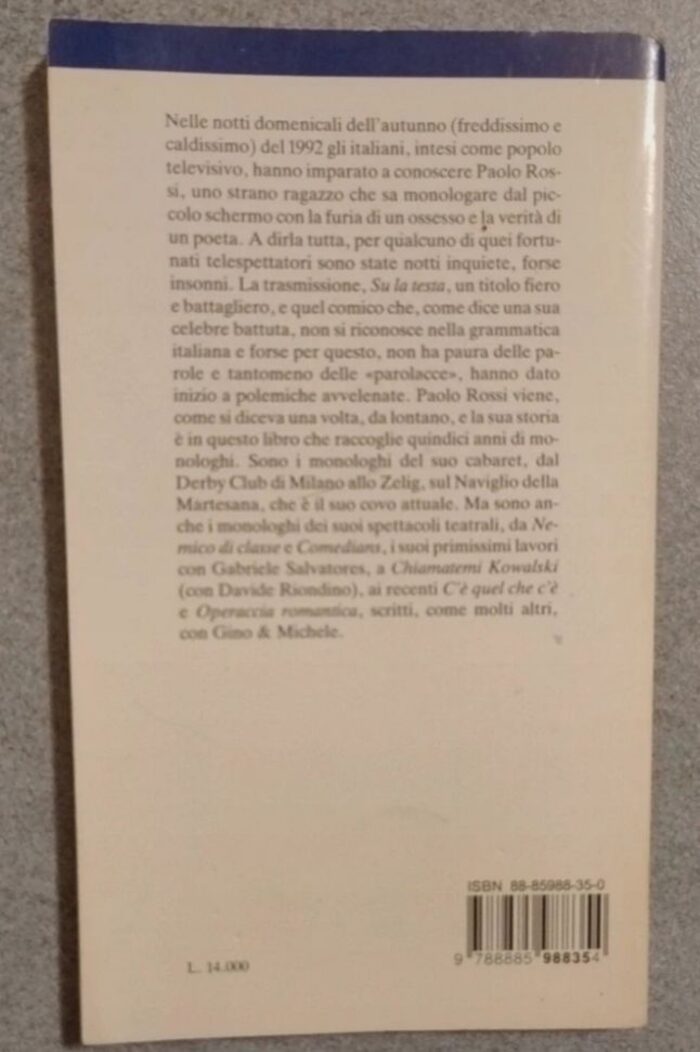 Nelle notti domenicali dell'autunno (freddissimo e
caldissimo) del 1992 gli italiani, intesi come popolo
televisivo, hanno imparato a conoscere Paolo Ros-
si, uno strano ragazzo che sa monologare dal pic-
colo schermo con la furia di un ossesso e la verità di
un poeta. A dirla tutta, per qualcuno di quei fortu-
nati telespettatori sono state notti inquiete, forse
insonni. La trasmissione, Su la testa, un titolo fiero
e battagliero, e quel comico che, come dice una sua
celebre battuta, non si riconosce nella grammatica
italiana e forse per questo, non ha paura delle pa-
role e tantomeno delle «parolacce», hanno dato
inizio a polemiche avvelenate. Paolo Rossi viene,
come si diceva una volta, da lontano, e la sua storia
è in questo libro che raccoglie quindici anni di mo-
nologhi. Sono i monologhi del suo cabaret, dal
Derby Club di Milano allo Zelig, sul Naviglio della
Martesana, che è il suo covo attuale. Ma sono an-
che i monologhi dei suoi spettacoli teatrali, da Ne-
mico di classe e Comedians, i suoi primissimi lavori
con Gabriele Salvatores, a Chiamatemi Kowalski
(con Davide Riondino), ai recenti C'è quel che c'è
e Operaccia romantica, scritti, come molti altri,
con Gino & Michele.
ISBN 88-85988-35-0
9 788885 988354
L. 14.000